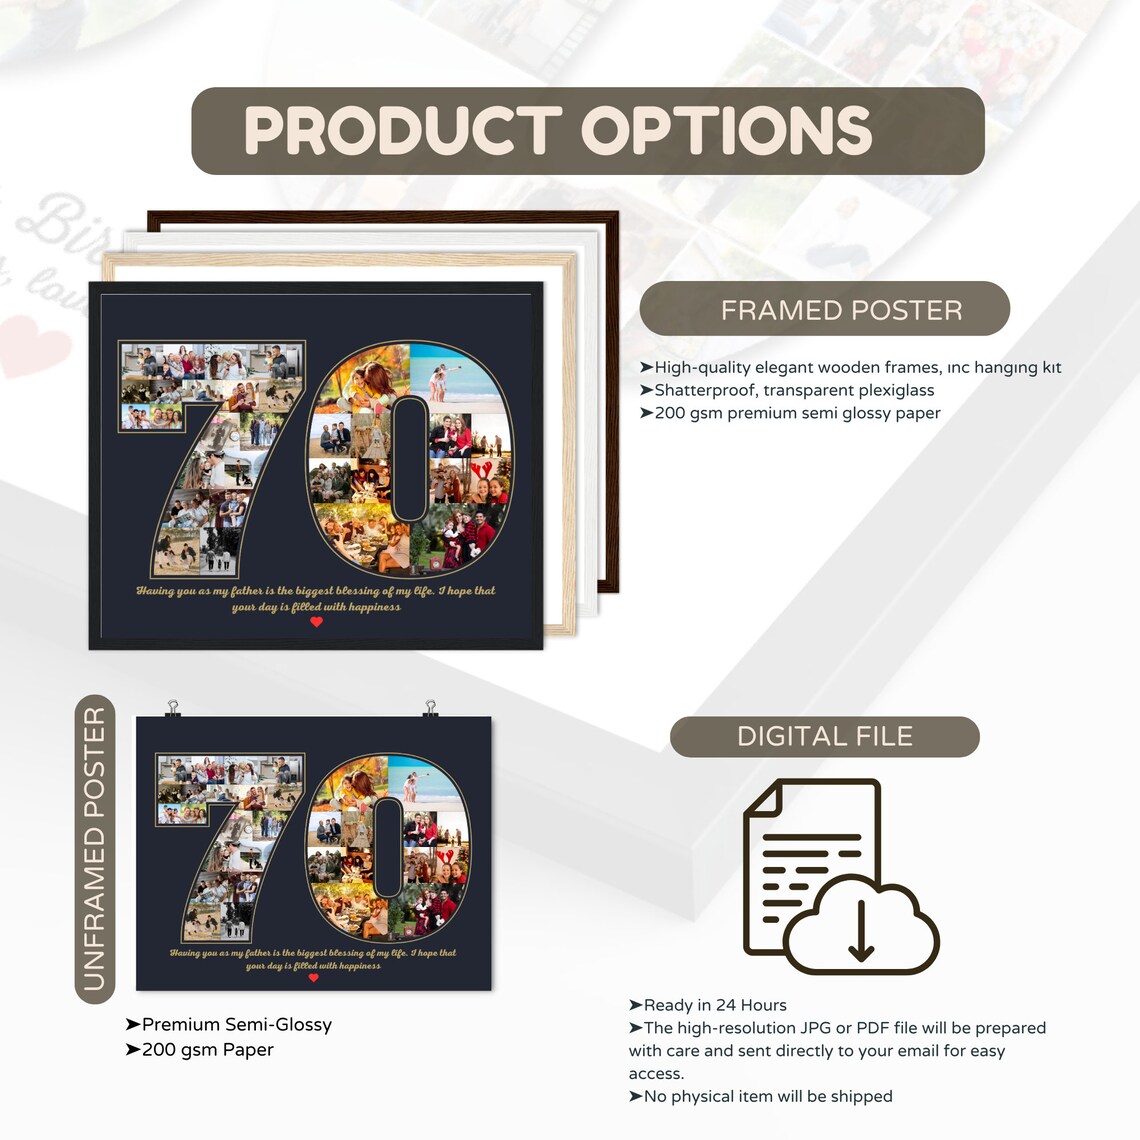 PRODUCT OPTIONS
Bir
s, lov
FRAMED POSTER
➤High-quality elegant wooden frames, inc hanging kit
➤Shatterproof, transparent plexiglass
➤200 gsm premium semi glossy paper
Having you as my father is the biggest blessing of my life. I hope that
your day is filled with happiness
UNFRAMED POSTER
Having you as my father is the biggest blessing of my life. I hope that
your day is filled with happiness
➤Premium Semi-Glossy
➤200 gsm Paper
DIGITAL FILE
➤Ready in 24 Hours
➤The high-resolution JPG or PDF file will be prepared
with care and sent directly to your email for easy
access.
➤No physical item will be shipped
70
70